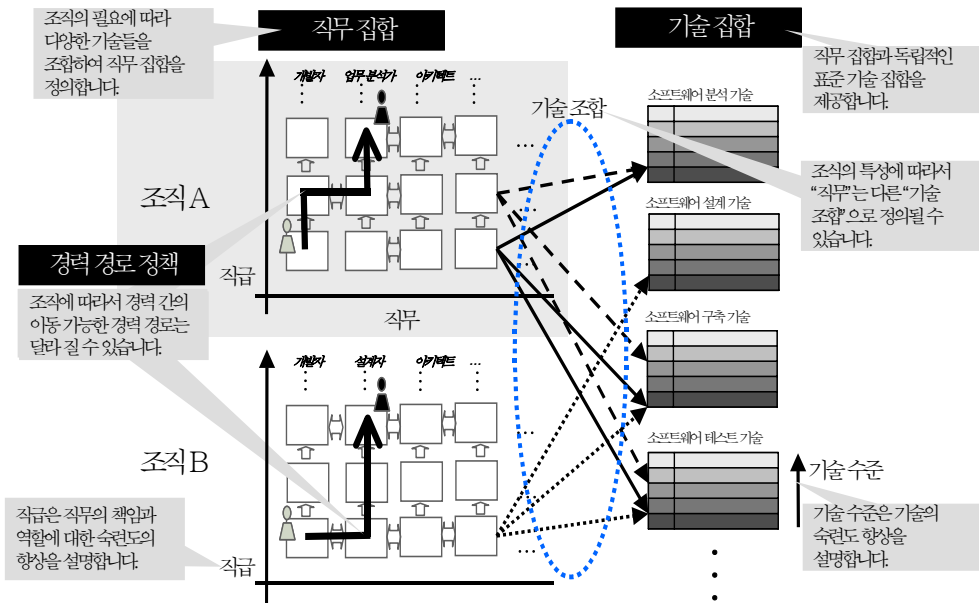 조직의 필요에 따라
다양한 기술들을
조합하여 직무 집합을
정의합니다.
직무 집합
기술 집합
직무 집합과 독립적인
표준 기술 집합을
제공합니다.
개발자 업무 분석가 아키텍트 …
소프트웨어 분석 기술
기술 조합
…
조직 A
조식의 특성에 따라서
“직무”는 다른 “기술
조합” 으로 정의될 수
있습니다.
…
소프트웨어 설계 기술
경력 경로 정책
…
직급
조직에 따라서 경력 간의
이동 가능한 경력 경로는
달라 질 수 있습니다.
직무
소프트웨어 구축 기술
개발자 설계자 아키텍트 …
…
소프트웨어 테스트 기술
조직 B
…
기술 수준
직급은 직무의 책임과
역할에 대한 숙련도의
향상을 설명합니다.
기술 수준은 기술의
숙련도 향상을
설명합니다.
…
직급